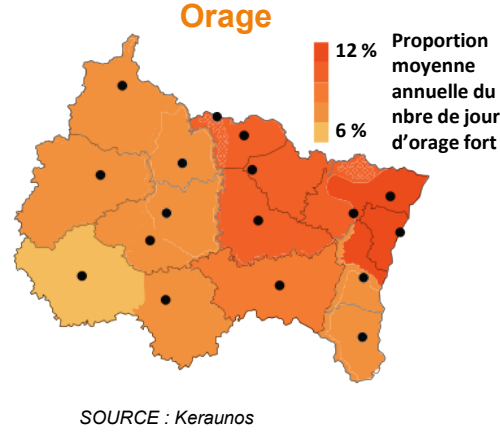 Orage
12 %
6 %
Proportion
moyenne
annuelle du
nbre de jour
d'orage fort
SOURCE : Keraunos